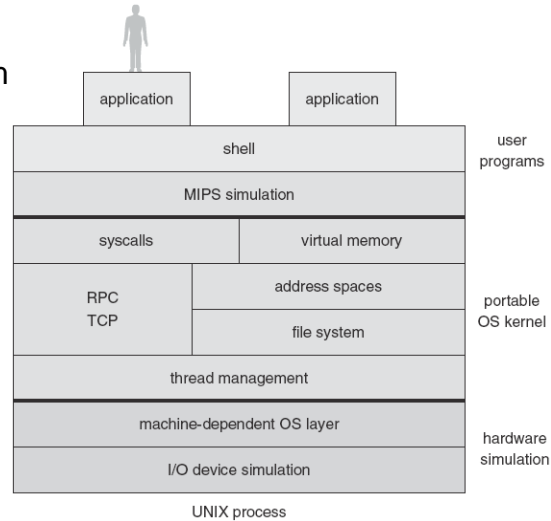 n
application
application
shell
user
programs
MIPS simulation
syscalls
virtual memory
RPC
TCP
address spaces
file system
portable
OS kernel
thread management
machine-dependent OS layer
I/O device simulation
hardware
simulation
UNIX process